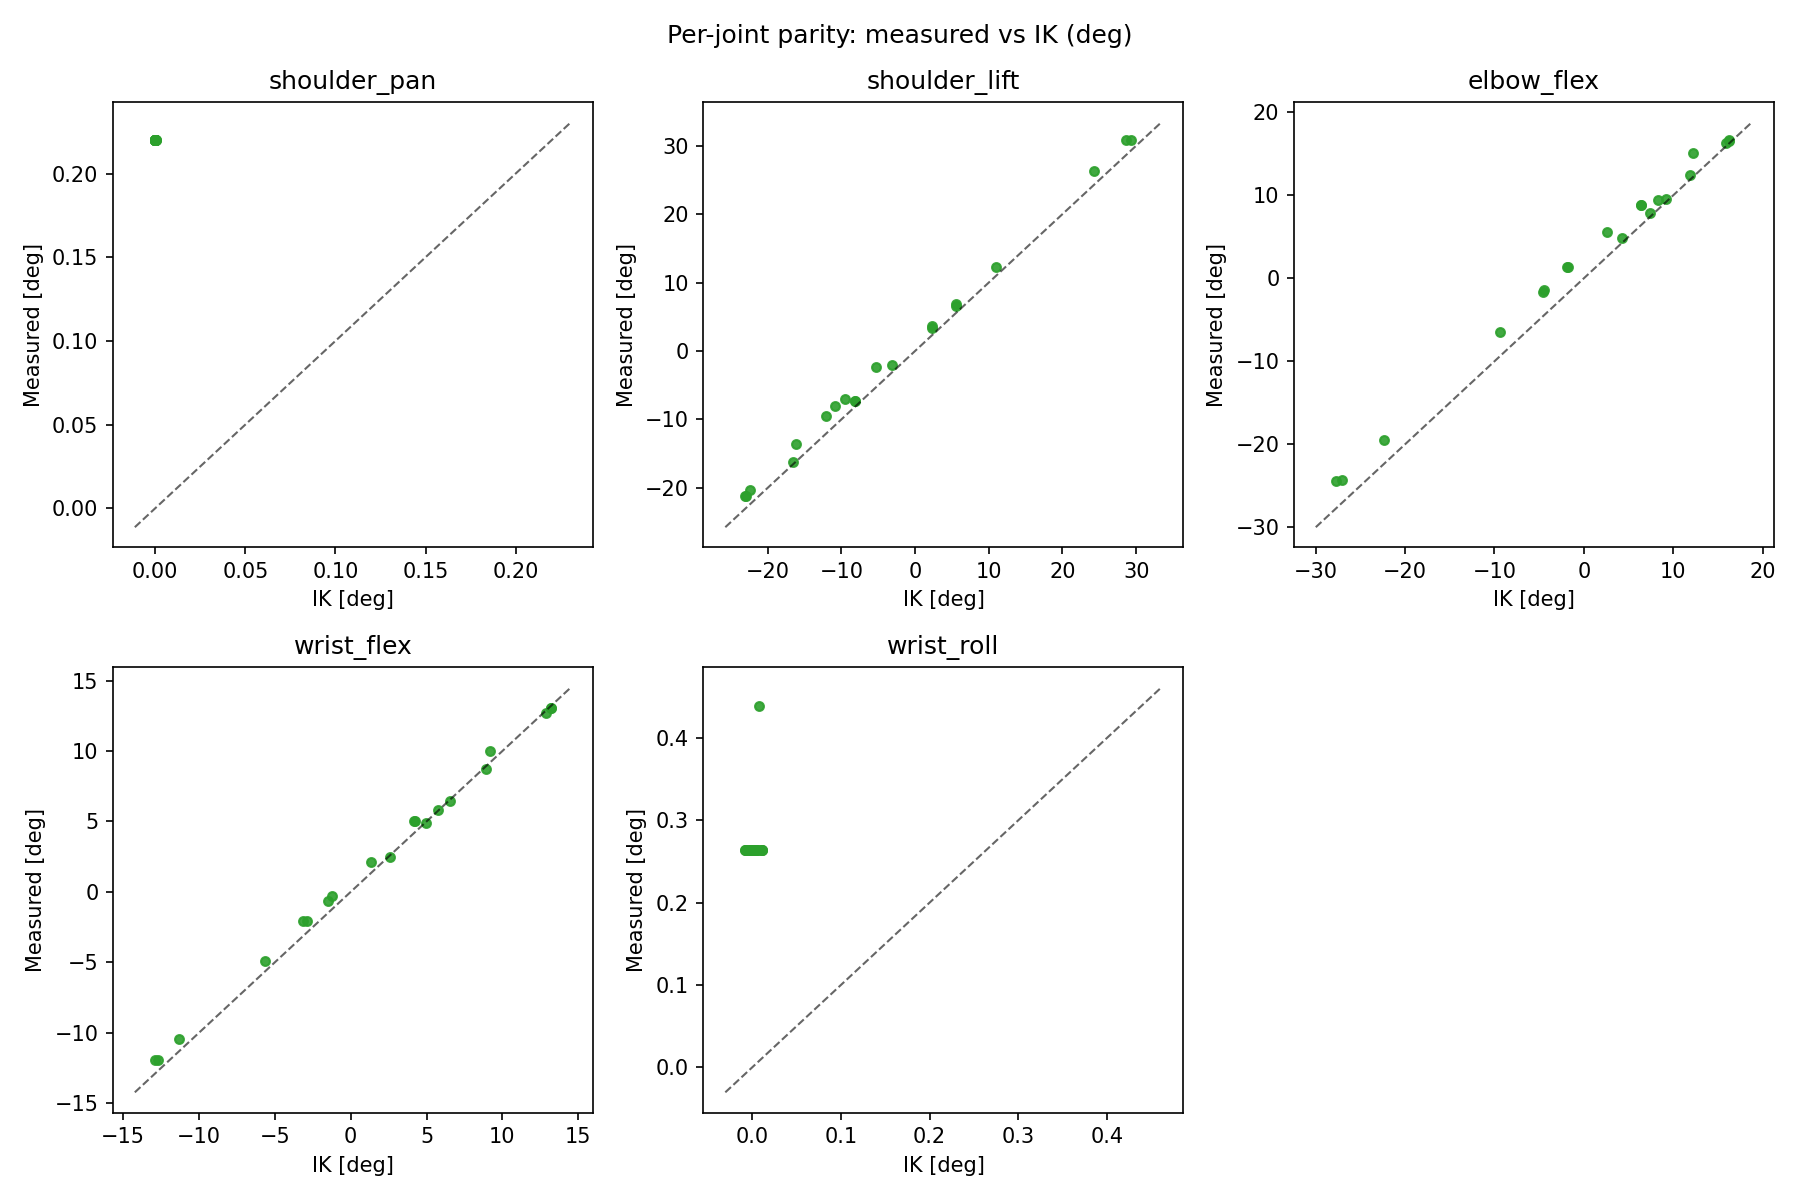 Per-joint parity: measured vs IK (deg)
shoulder_pan
Measured [deg]
0.20
0.15
0.10
0.05
0.00
0.00 0.05 0.10 0.15 0.20
IK [deg]
shoulder_lift
Measured [deg]
30
20
10
0
−10
−20
−20 −10 0 10 20 30
IK [deg]
elbow_flex
Measured [deg]
20
10
0
−10
−20
−30
−30 −20 −10 0 10 20
IK [deg]
wrist_flex
Measured [deg]
15
10
5
0
−5
−10
−15
−15 −10 −5 0 5 10 15
IK [deg]
wrist_roll
Measured [deg]
0.4
0.3
0.2
0.1
0.0
0.0 0.1 0.2 0.3 0.4
IK [deg]